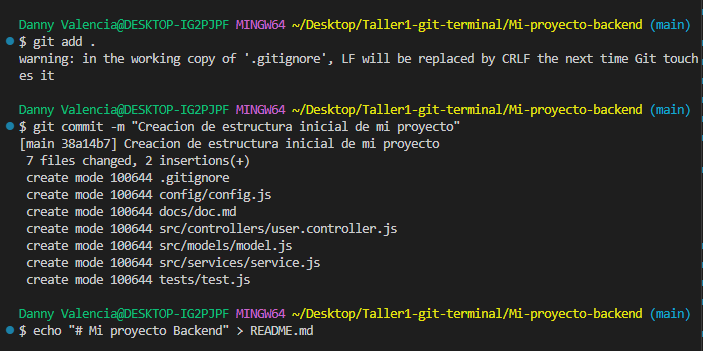 Danny Valencia@DESKTOP-IG2PJPF MINGW64 ~/Desktop/Taller1-git-terminal/Mi-proyecto-backend (main)
$ git add .
warning: in the working copy of '.gitignore', LF will be replaced by CRLF the next time Git touch
es it
Danny Valencia@DESKTOP-IG2PJPF MINGW64 ~/Desktop/Taller1-git-terminal/Mi-proyecto-backend (main)
$ git commit -m "Creacion de estructura inicial de mi proyecto"
[main 38a14b7] Creacion de estructura inicial de mi proyecto
 7 files changed, 2 insertions(+)
 create mode 100644 .gitignore
 create mode 100644 config/config.js
 create mode 100644 docs/doc.md
 create mode 100644 src/controllers/user.controller.js
 create mode 100644 src/models/model.js
 create mode 100644 src/services/service.js
 create mode 100644 tests/test.js
Danny Valencia@DESKTOP-IG2PJPF MINGW64 ~/Desktop/Taller1-git-terminal/Mi-proyecto-backend (main)
$ echo "# Mi proyecto Backend" > README.md